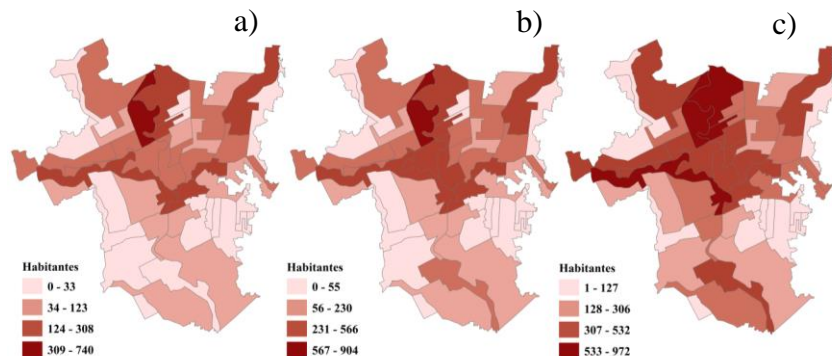 a)
b)
c)
Habitantes
0 - 33
34 - 123
124 - 308
309 - 740
Habitantes
0 - 55
56 - 230
231 - 566
567 - 904
Habitantes
1 - 127
128 - 306
307 - 532
533 - 972